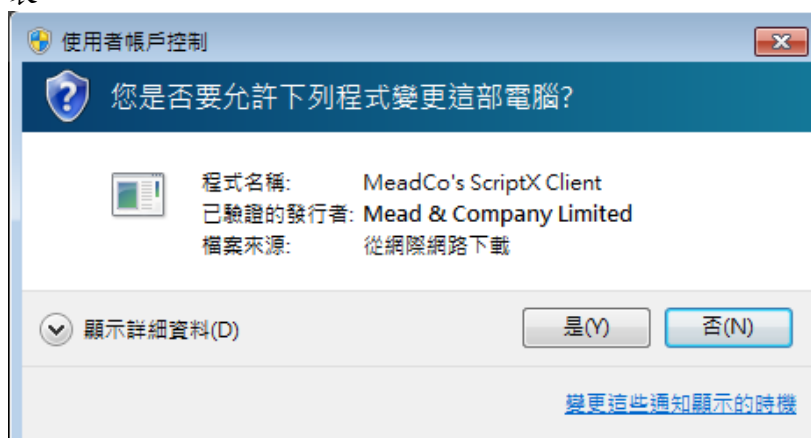 使用者帳戶控制
您是否要允許下列程式變更這部電腦?
程式名稱: MeadCo's ScriptX Client
已驗證的發行者: Mead & Company Limited
檔案來源: 從網際網路下載
顯示詳細資料(D) 是(Y) 否(N)
變更這些通知顯示的時機